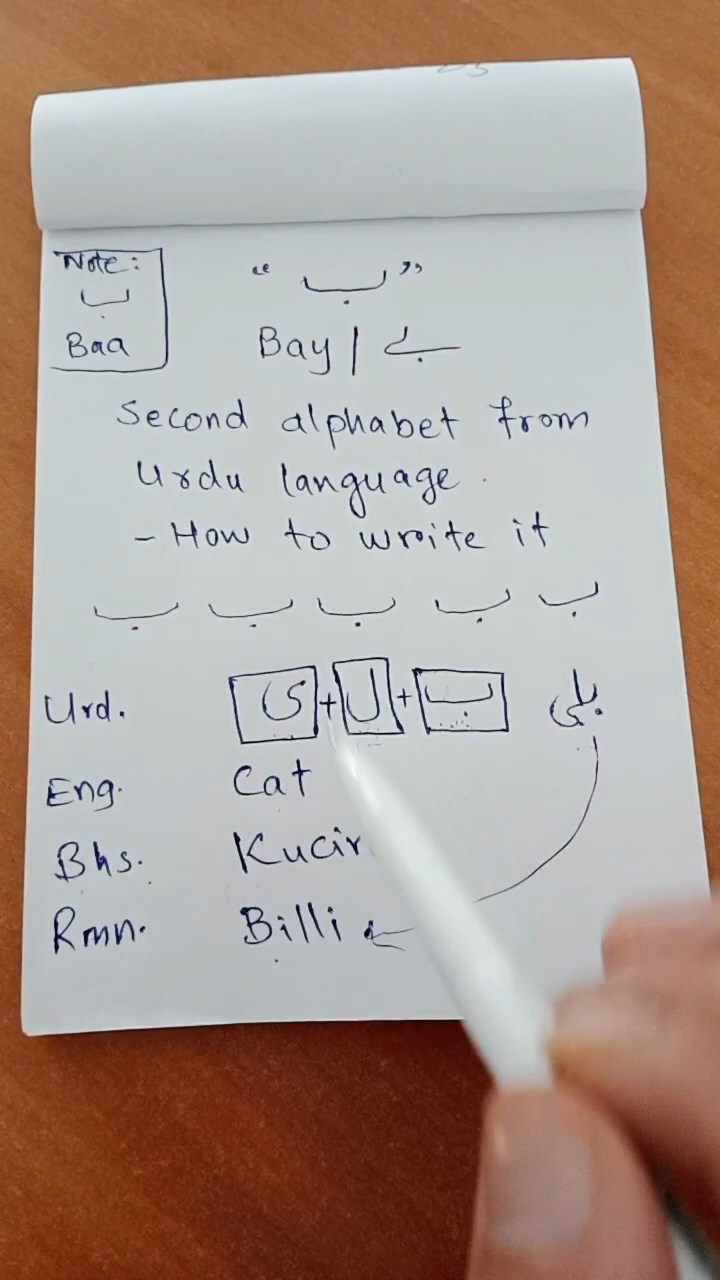 Note:
ب
Baa
“ ب ”
Bay | بے
Second alphabet from
Urdu language.
- How to write it
ب ب ب ب ب
Urd. ی + ل + ب بلی
Eng. Cat
Bhs. Kucin
Rmn. Billi